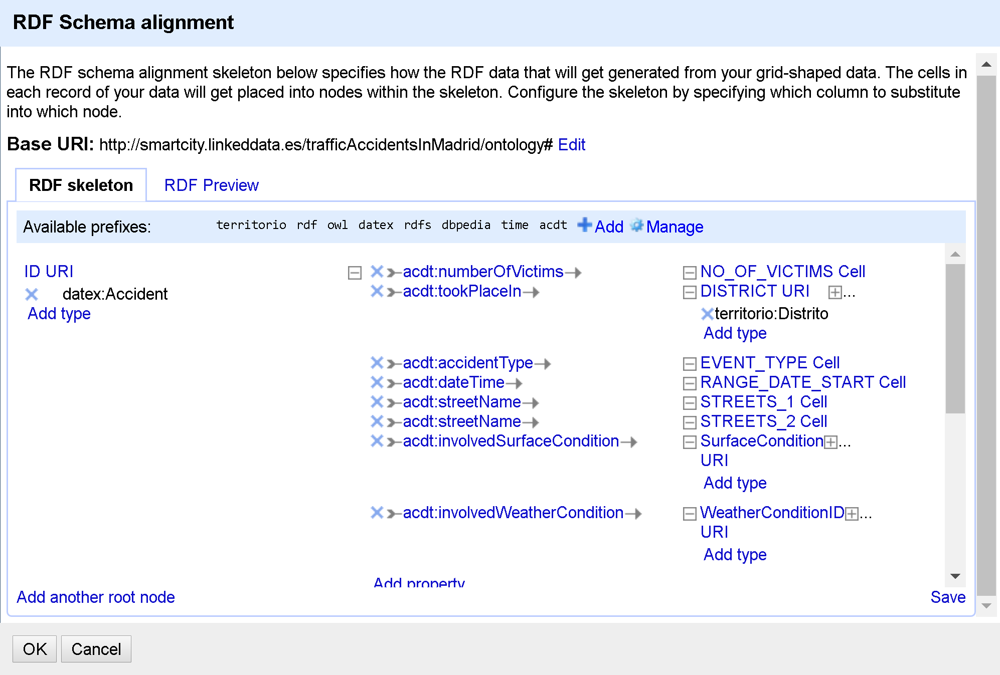 RDF Schema alignment
The RDF schema alignment skeleton below specifies how the RDF data that will get generated from your grid-shaped data. The cells in
each record of your data will get placed into nodes within the skeleton. Configure the skeleton by specifying which column to substitute
into which node.
Base URI: http://smartcity.linkeddata.es/trafficAccidentsInMadrid/ontology# Edit
RDF skeleton RDF Preview
Available prefixes: territorio rdf owl datex rdfs dbpedia time acdt Add Manage
ID URI acdt:numberOfVictims NO_OF_VICTIMS Cell
acdt:tookPlaceIn DISTRICT URI ...
datex:Accident
Add type territorio:Distrito
Add type
acdt:accidentType EVENT_TYPE Cell
acdt:dateTime RANGE_DATE_START Cell
acdt:streetName STREETS_1 Cell
acdt:streetName STREETS_2 Cell
acdt:involvedSurfaceCondition SurfaceCondition ...
URI
Add type
acdt:involvedWeatherCondition WeatherConditionID ...
URI
Add type
Add property
Add another root node Save
OK Cancel